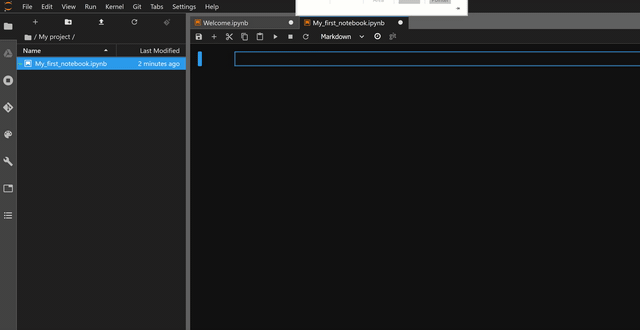 File Edit View Run Kernel Git Tabs Settings Help
Welcome.ipynb
My_first_notebook.ipynb
/ My project /
Markdown
Name Last Modified
My_first_notebook.ipynb 2 minutes ago